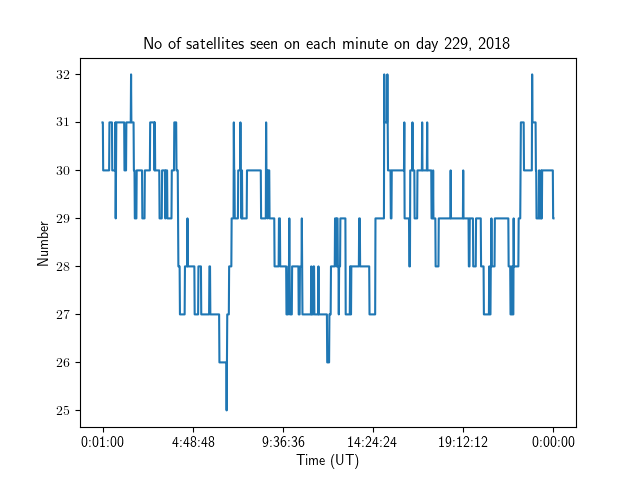 No of satellites seen on each minute on day 229, 2018
32
31
30
29
28
27
26
25
Number
0:01:00 4:48:48 9:36:36 14:24:24 19:12:12 0:00:00
Time (UT)